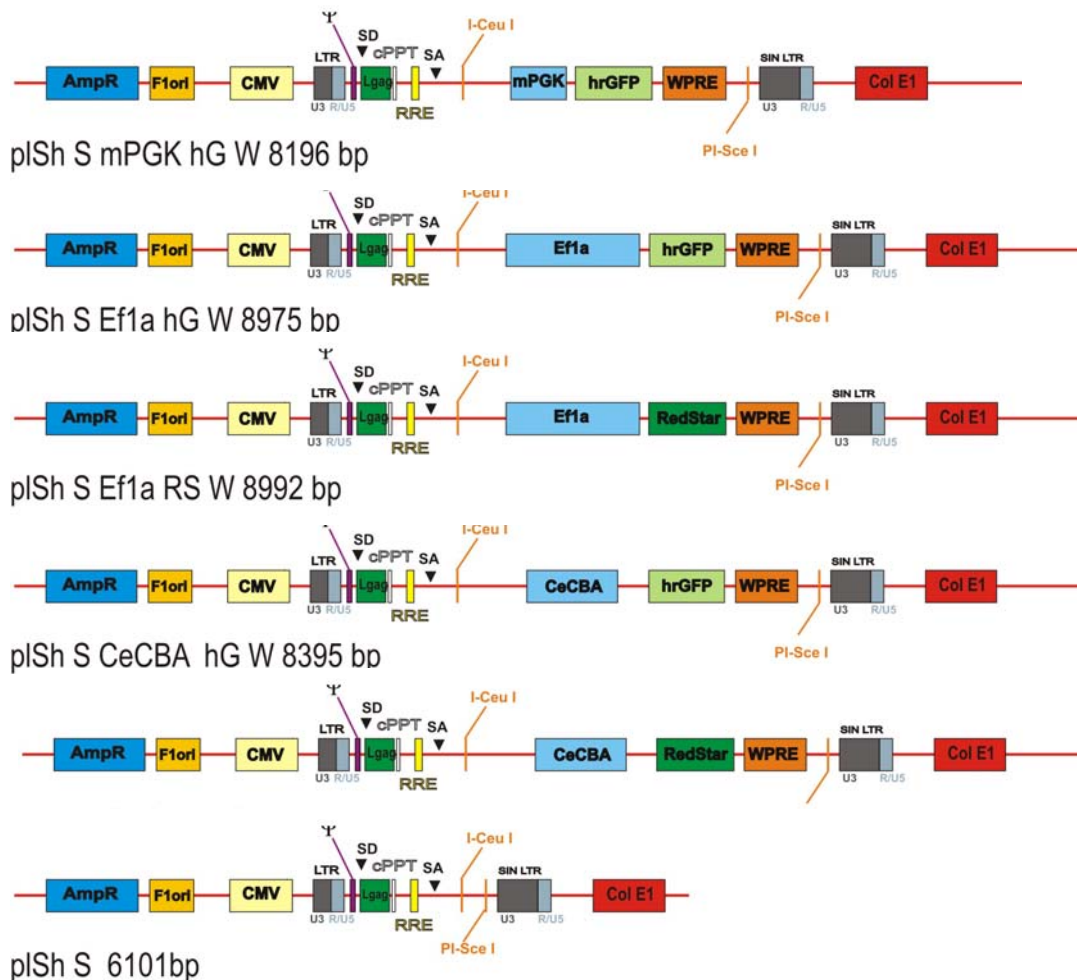 Ψ SD cPPT SA I-Ceu I
LTR SIN LTR
AmpR F1ori CMV Lgag mPGK hrGFP WPRE Col E1
U3 R/U5 RRE U3 R/U5
PI-Sce I
pISh S mPGK hG W 8196 bp
SD cPPT SA I-Ceu I
LTR SIN LTR
AmpR F1ori CMV Lgag Ef1a hrGFP WPRE Col E1
U3 R/U5 RRE U3 R/U5
PI-Sce I
pISh S Ef1a hG W 8975 bp
Ψ SD cPPT SA I-Ceu I
LTR SIN LTR
AmpR F1ori CMV Lgag Ef1a RedStar WPRE Col E1
U3 R/U5 RRE U3 R/U5
PI-Sce I
pISh S Ef1a RS W 8992 bp
SD cPPT SA I-Ceu I
LTR SIN LTR
AmpR F1ori CMV Lgag CeCBA hrGFP WPRE Col E1
U3 R/U5 RRE U3 R/U5
PI-Sce I
pISh S CeCBA hG W 8395 bp
Ψ SD cPPT SA I-Ceu I
LTR SIN LTR
AmpR F1ori CMV Lgag CeCBA RedStar WPRE Col E1
U3 R/U5 RRE U3 R/U5
Ψ SD cPPT SA I-Ceu I
LTR SIN LTR
AmpR F1ori CMV Lgag Col E1
U3 R/U5 RRE U3 R/U5
PI-Sce I
pISh S 6101bp